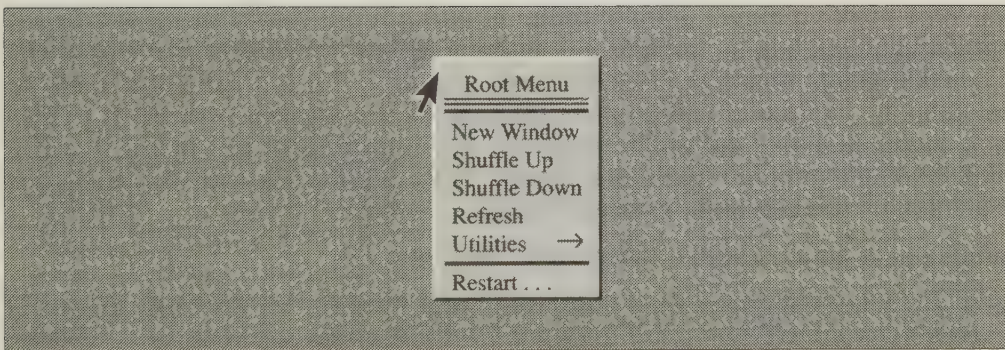 Root Menu
New Window
Shuffle Up
Shuffle Down
Refresh
Utilities →
Restart . . .